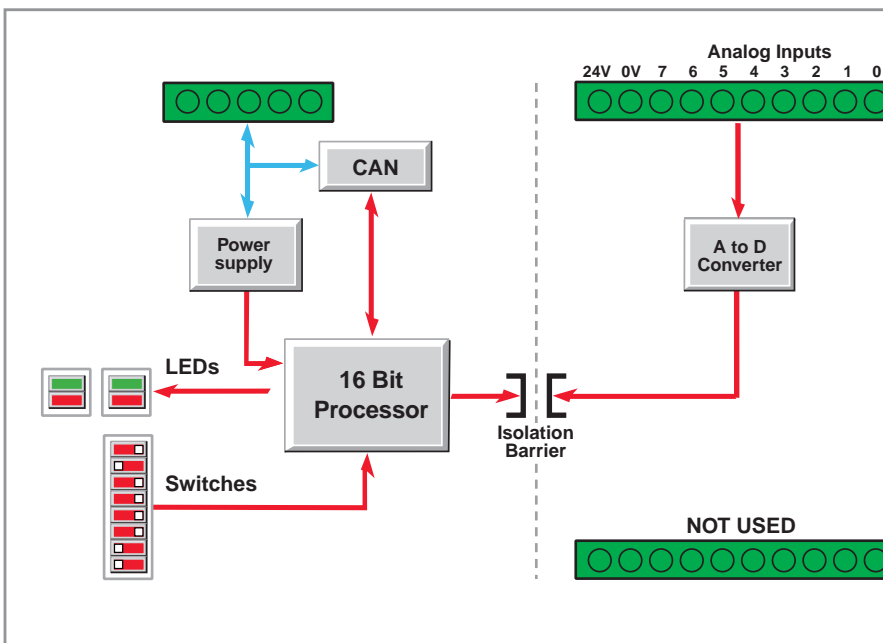 Analog Inputs
24V 0V 7 6 5 4 3 2 1 0
CAN
Power
supply
A to D
Converter
LEDs
16 Bit
Processor
Isolation
Barrier
Switches
NOT USED